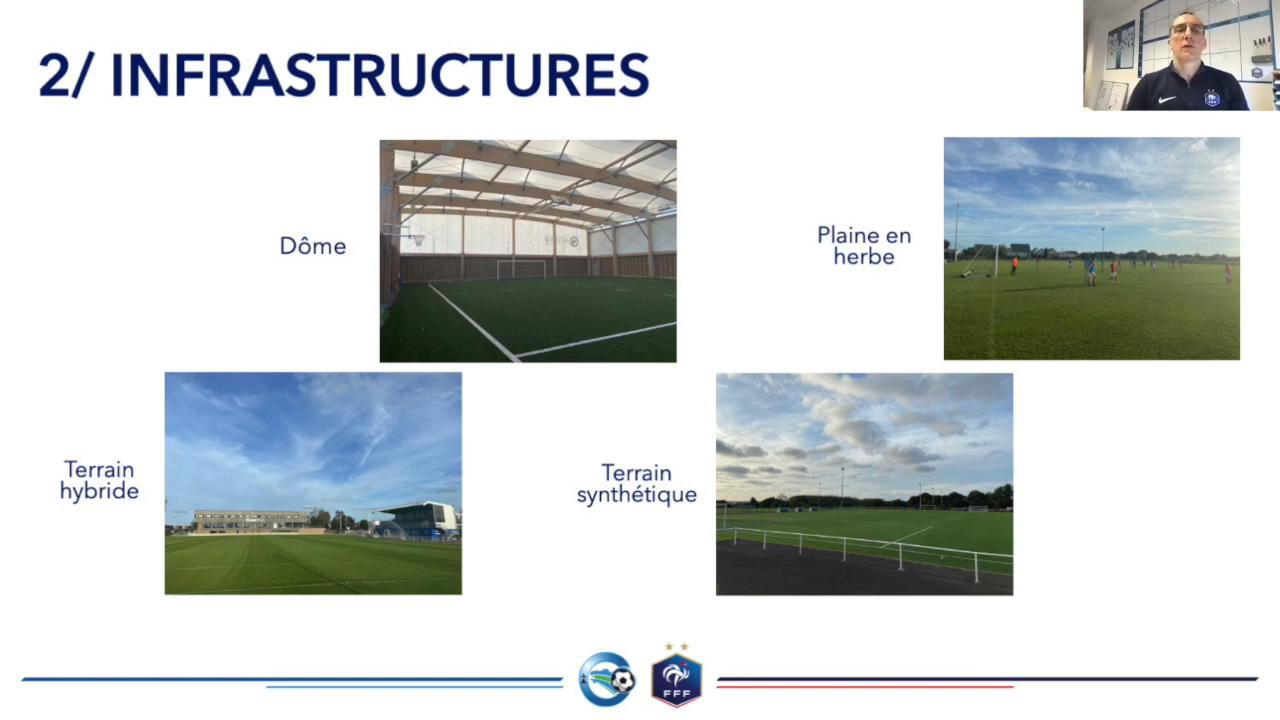 2/ INFRASTRUCTURES
Dôme
Plaine en
herbe
Terrain
hybride
Terrain
synthétique
FFF